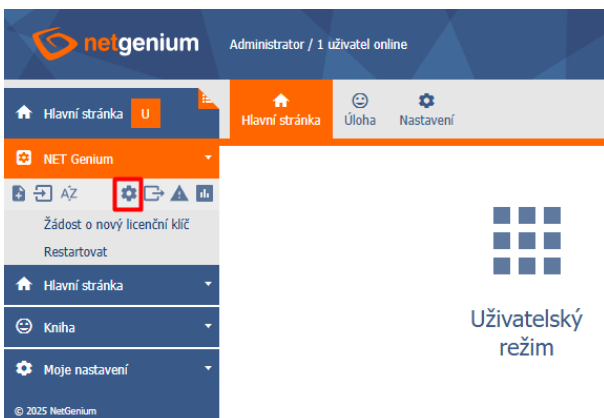 netgenium
Administrator / 1 uživatel online
Hlavní stránka U
Hlavní stránka
Úloha
Nastavení
NET Genium
AZ
Žádost o nový licenční klíč
Restartovat
Hlavní stránka
Kniha
Moje nastavení
© 2025 NetGenium
Uživatelský
režim